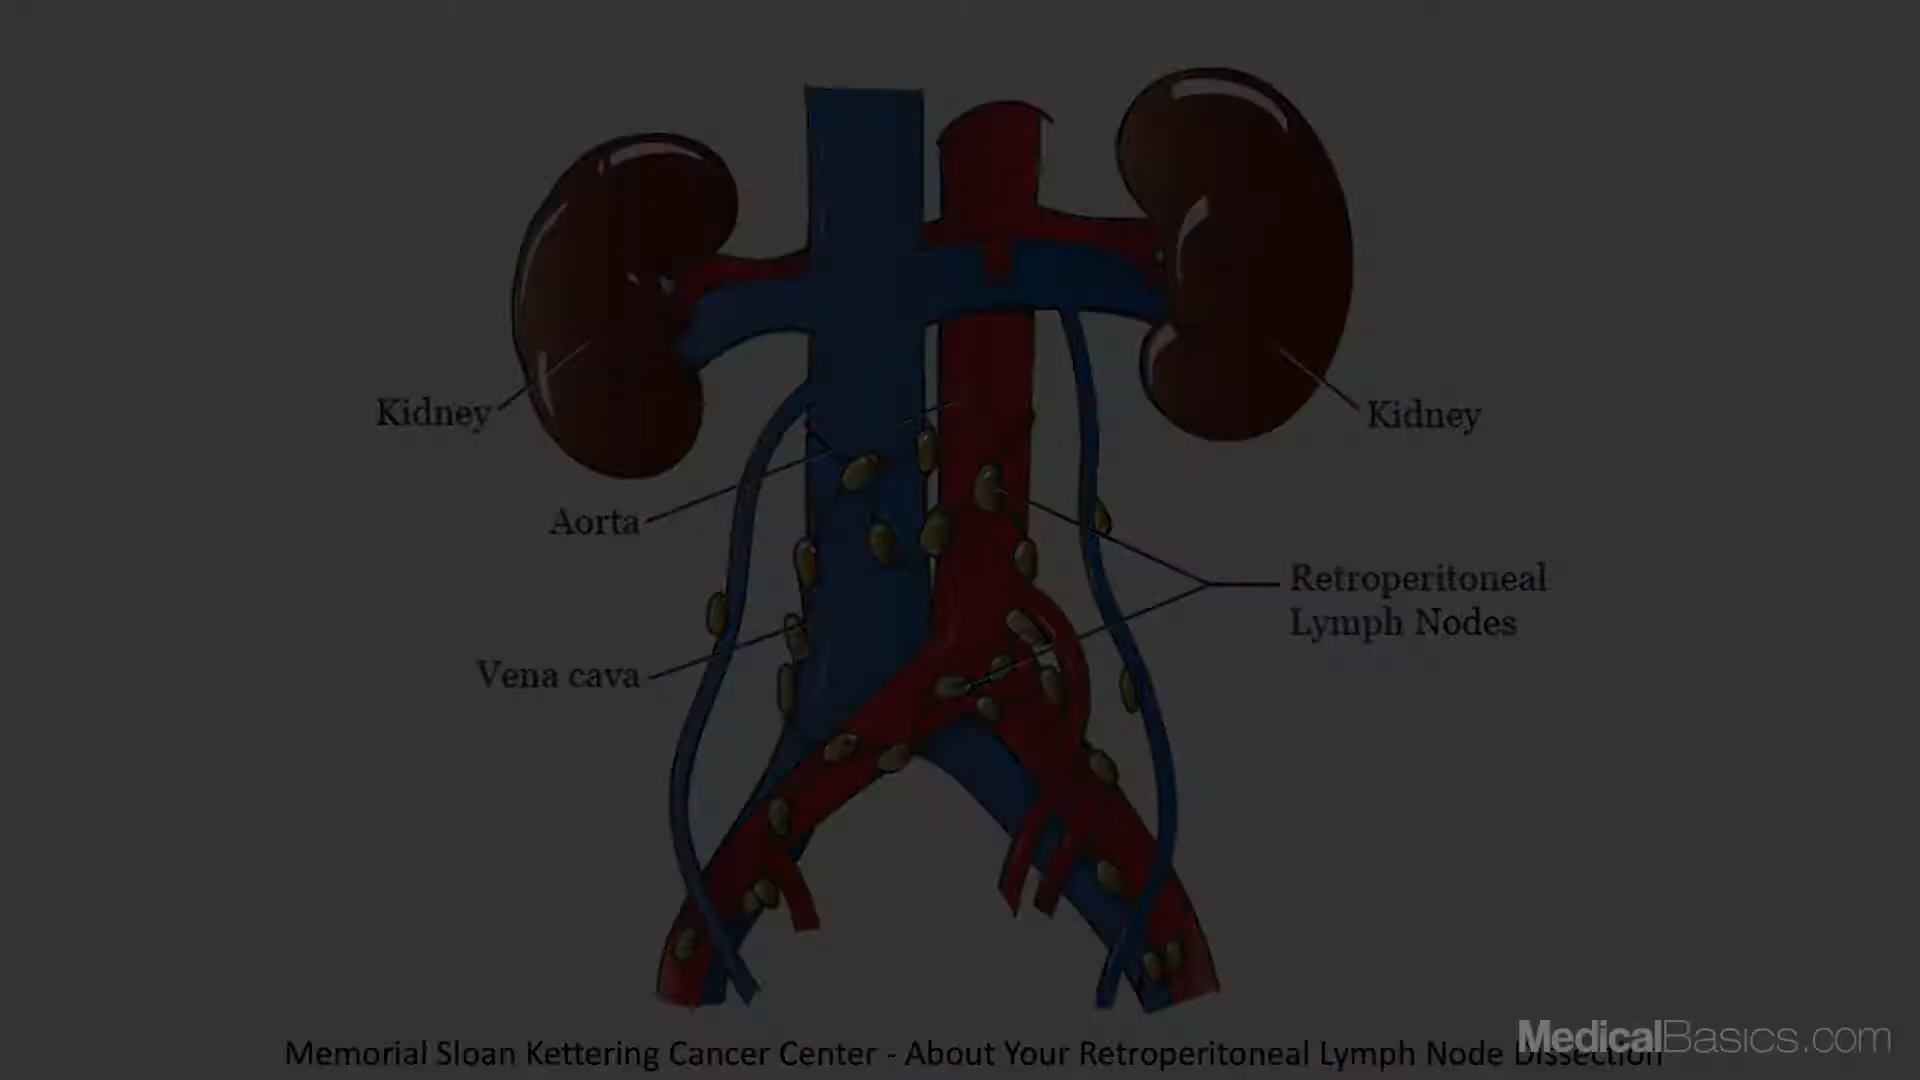 Kidney
Kidney
Aorta
Retroperitoneal
Lymph Nodes
Vena cava
MedicalBasics.com
Memorial Sloan Kettering Cancer Center - About Your Retroperitoneal Lymph Node Dissection